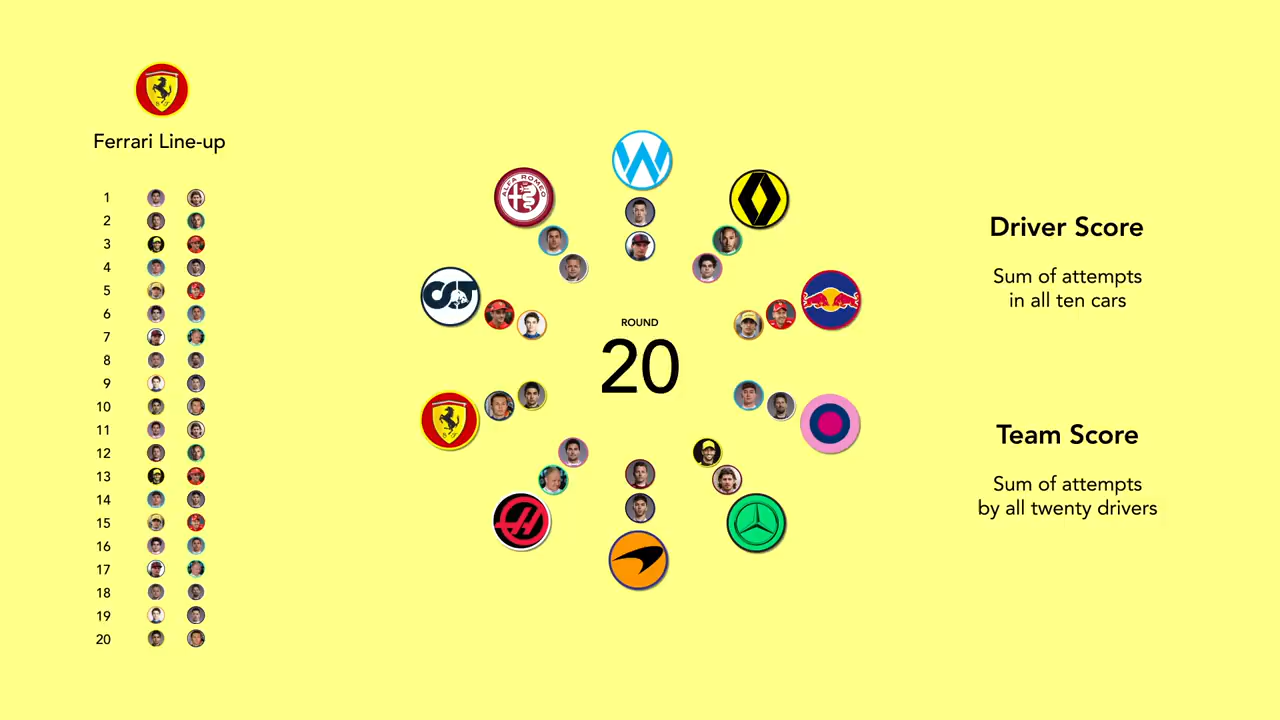 Ferrari Line-up
1
2
3
4
5
6
7
8
9
10
11
12
13
14
15
16
17
18
19
20
ALFA ROMEO
ROUND
20
Driver Score
Sum of attempts
in all ten cars
Team Score
Sum of attempts
by all twenty drivers